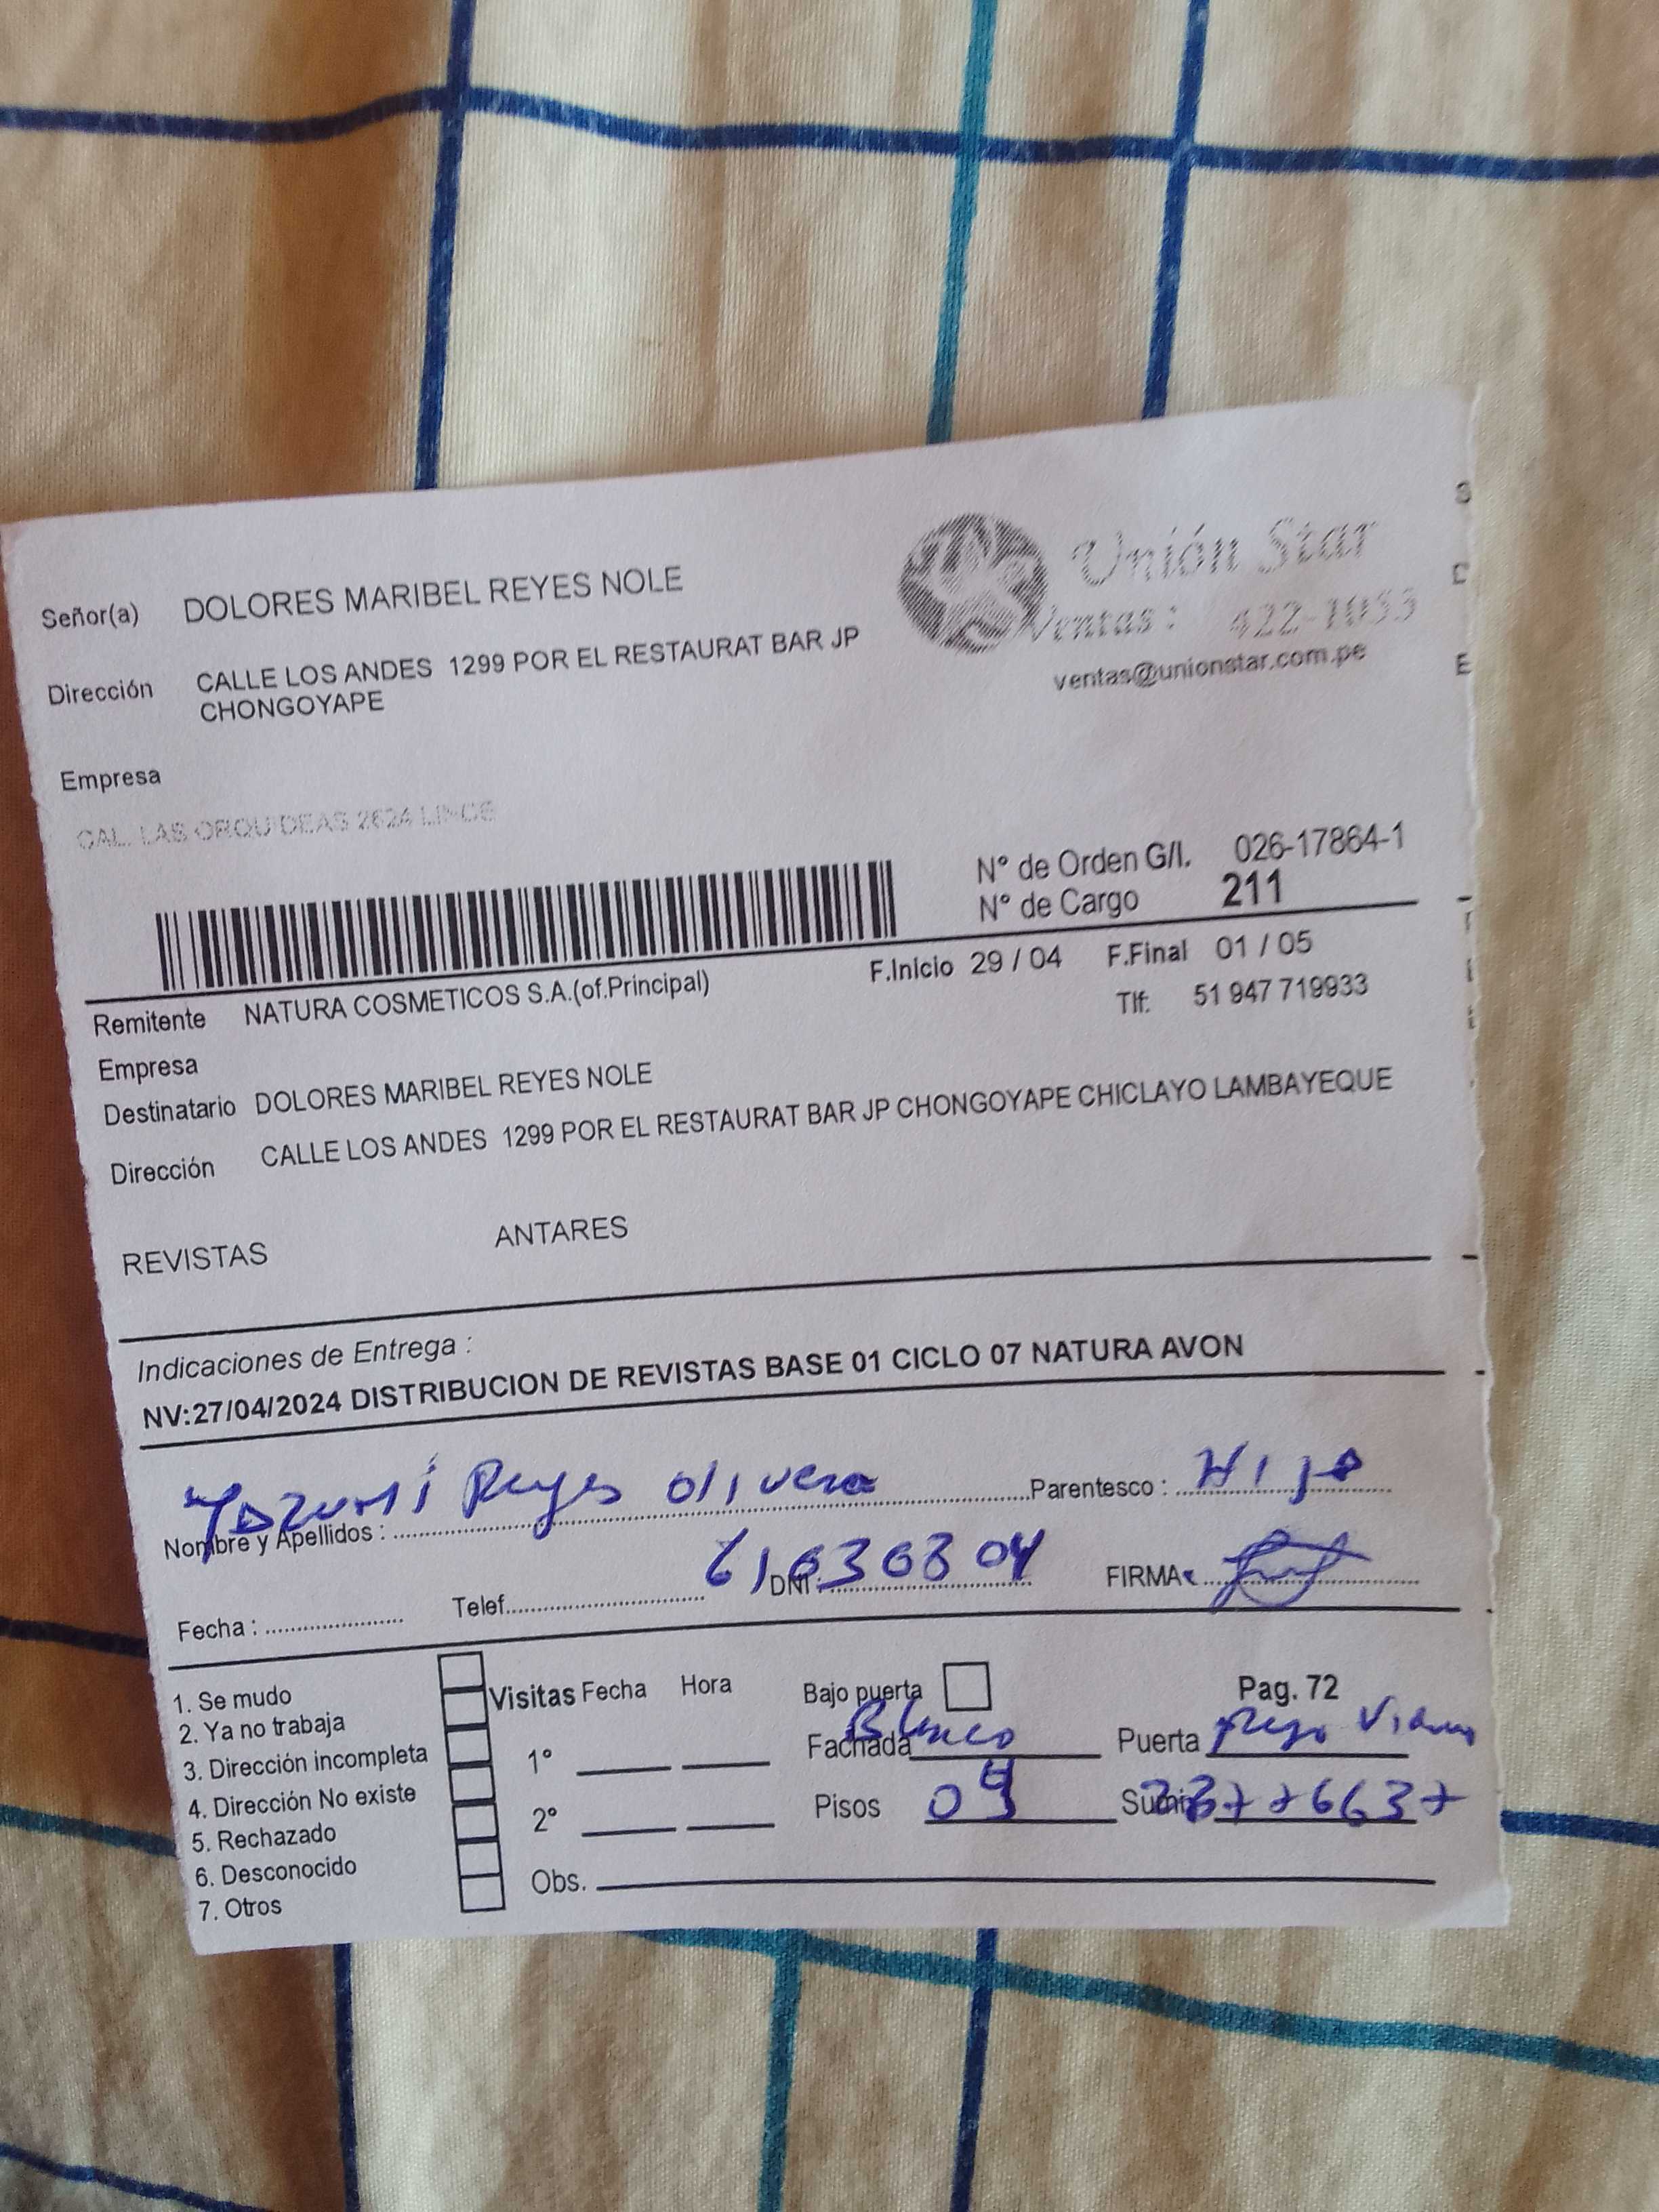 Señor(a) DOLORES MARIBEL REYES NOLE
Unión Star
Ventas : 422-1033
ventas@unionstar.com.pe
Dirección CALLE LOS ANDES 1299 POR EL RESTAURAT BAR JP
CHONGOYAPE
Empresa
CAL. LAS ORQUIDEAS 2624 LINCE
N° de Orden G/I. 026-17864-1
N° de Cargo 211
F.Inicio 29 / 04 F.Final 01 / 05
Remitente NATURA COSMETICOS S.A.(of.Principal)
Tlf: 51 947 719933
Empresa
Destinatario DOLORES MARIBEL REYES NOLE
Dirección CALLE LOS ANDES 1299 POR EL RESTAURAT BAR JP CHONGOYAPE CHICLAYO LAMBAYEQUE
REVISTAS ANTARES
Indicaciones de Entrega :
NV:27/04/2024 DISTRIBUCION DE REVISTAS BASE 01 CICLO 07 NATURA AVON
Nombre y Apellidos : Reyes Olivera Parentesco :
Fecha : Telef. DNI : FIRMA
1. Se mudo
2. Ya no trabaja
3. Dirección incompleta
4. Dirección No existe
5. Rechazado
6. Desconocido
7. Otros
Visitas Fecha Hora
1°
2°
Bajo puerta Pag. 72
Fachada Blanco Puerta
Pisos 04
Obs.